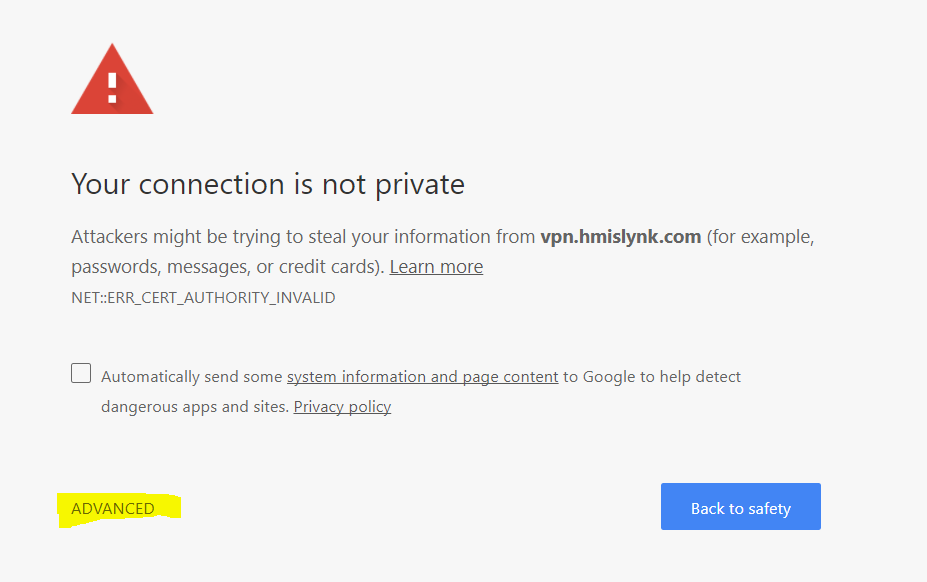 Your connection is not private
Attackers might be trying to steal your information from vpn.hmislynk.com (for example,
passwords, messages, or credit cards). Learn more
NET::ERR_CERT_AUTHORITY_INVALID
Automatically send some system information and page content to Google to help detect
dangerous apps and sites. Privacy policy
ADVANCED
Back to safety